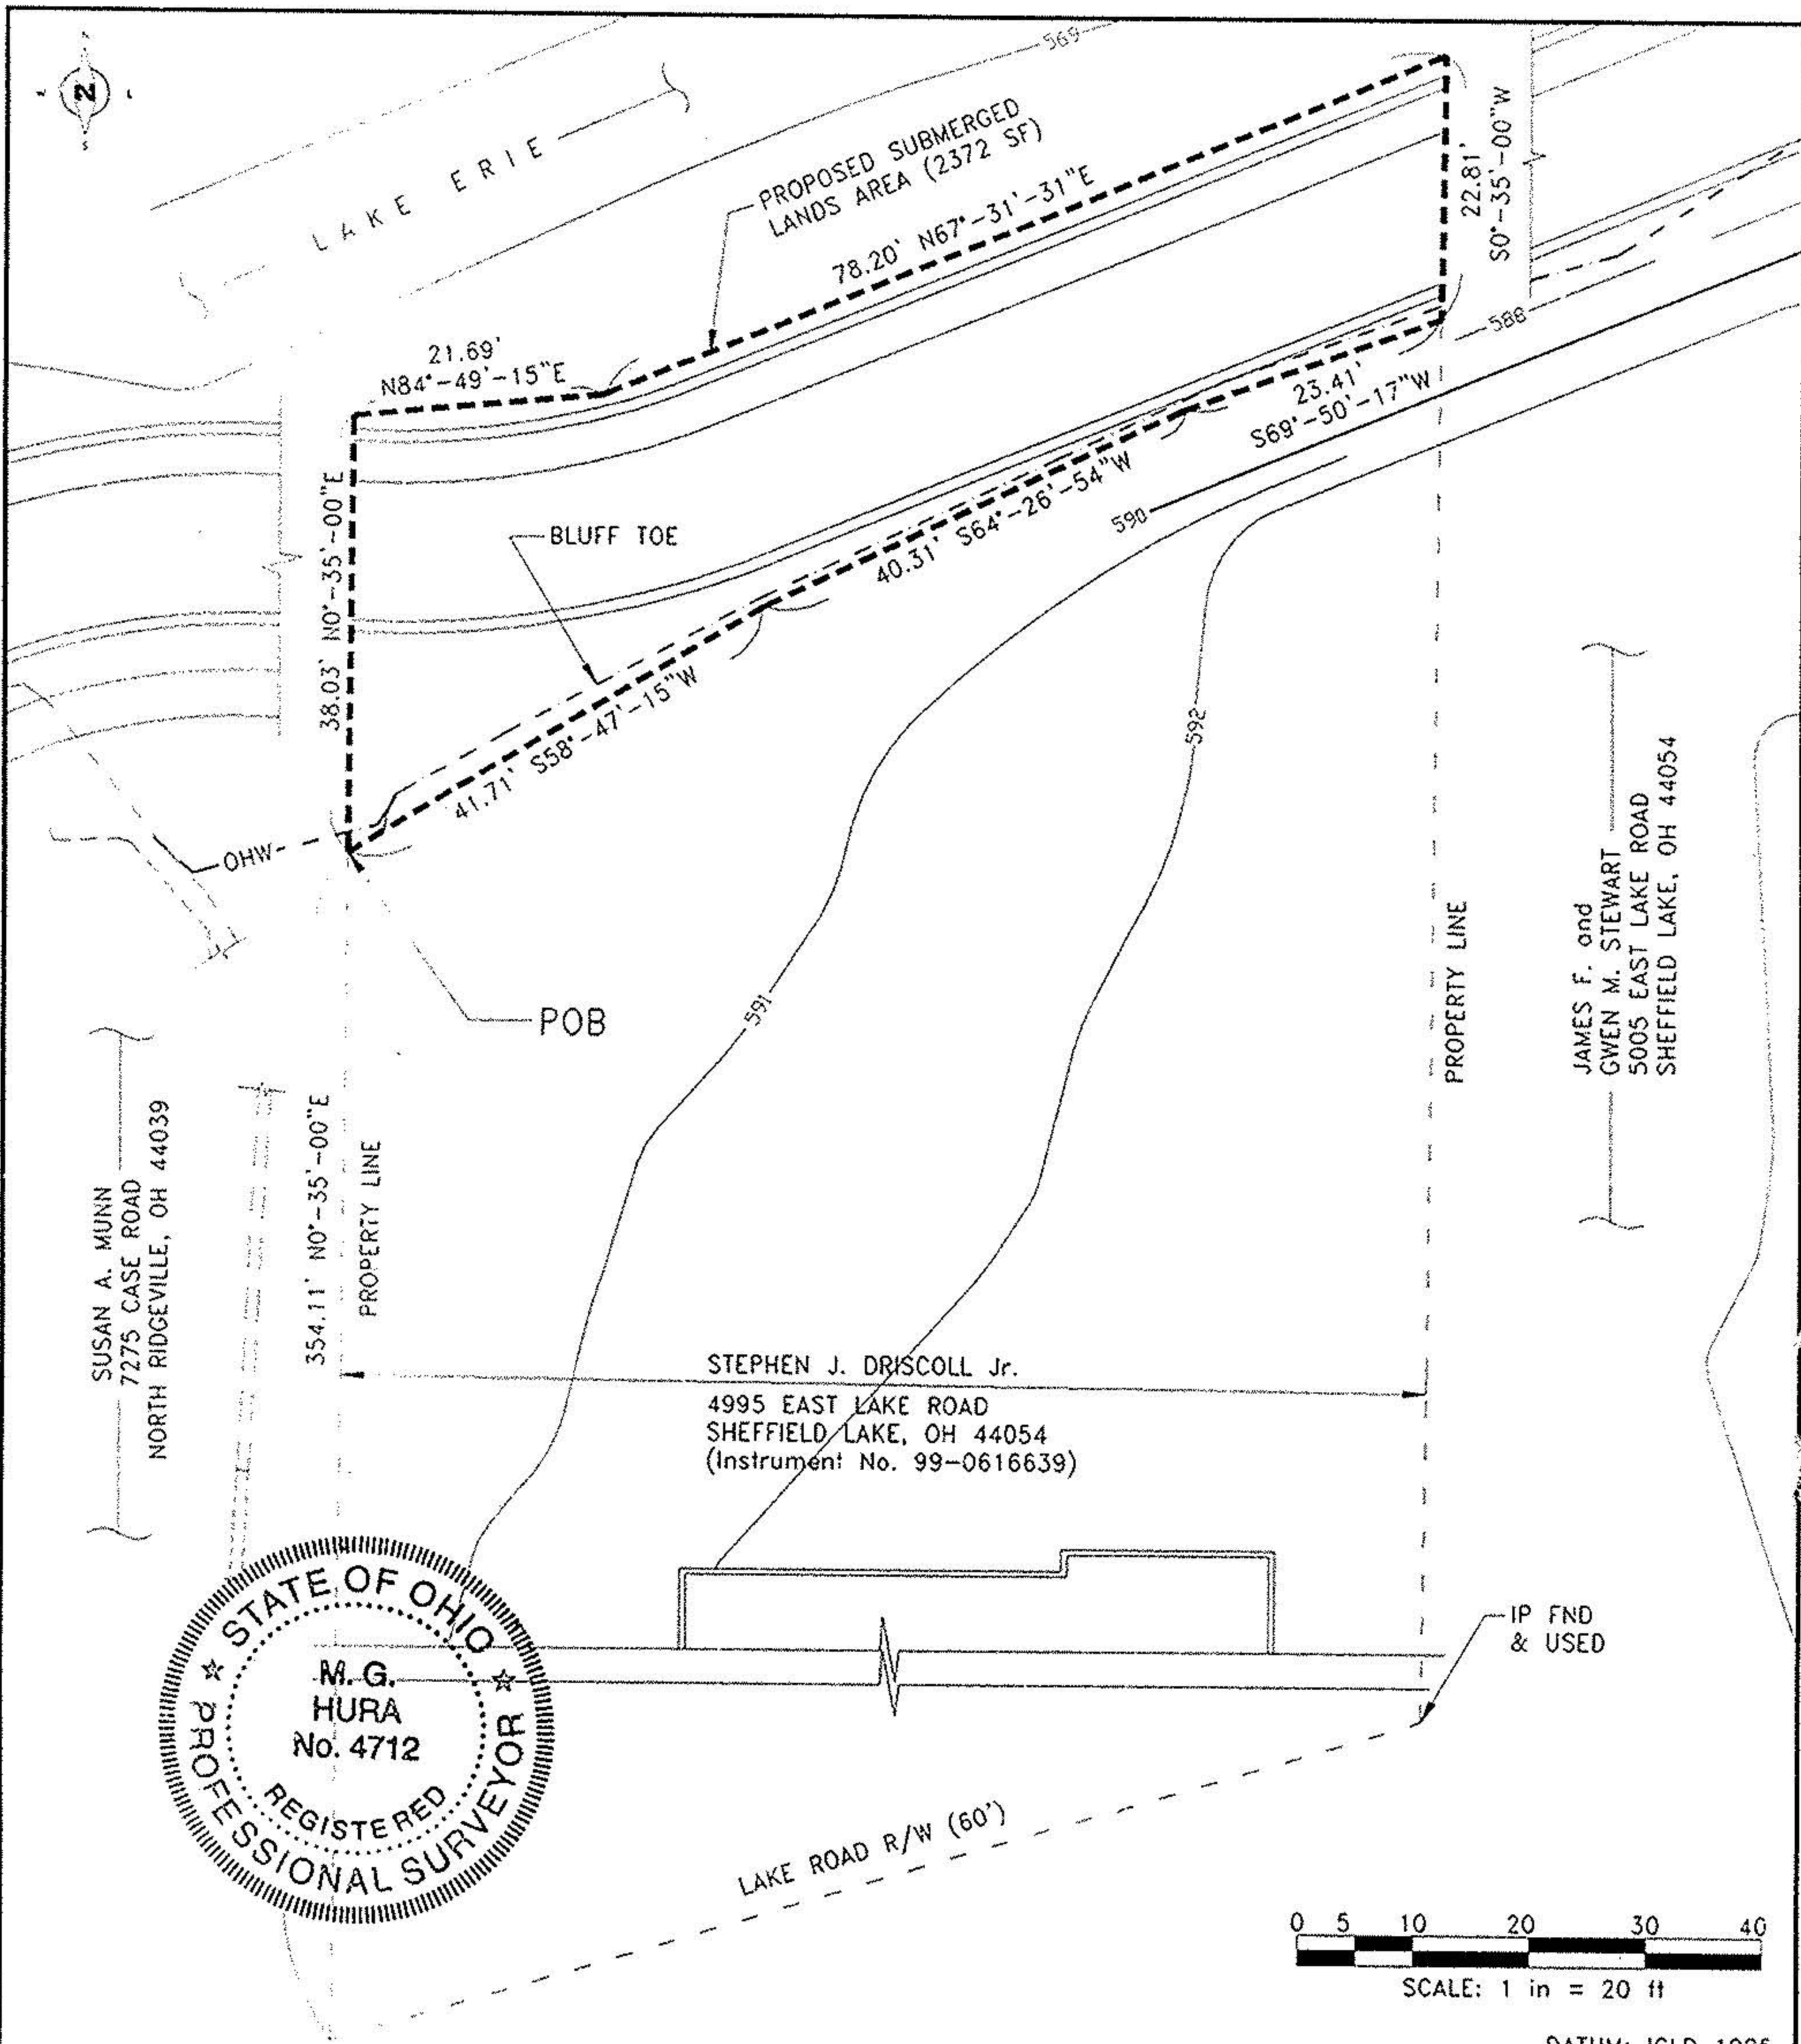 N
S
569
LAKE ERIE
PROPOSED SUBMERGED
LANDS AREA (2372 SF)
78.20' N67°-31'-31"E
22.81'
S0°-35'-00"W
21.69'
N84°-49'-15"E
588
23.41'
S69°-50'-17"W
38.03' N0°-35'-00"E
BLUFF TOE
590
40.31' S64°-26'-54"W
41.71' S58°-47'-15"W
592
OHW
POB
591
PROPERTY LINE
JAMES F. and
GWEN M. STEWART
5005 EAST LAKE ROAD
SHEFFIELD LAKE, OH 44054
SUSAN A. MUNN
7275 CASE ROAD
NORTH RIDGEVILLE, OH 44039
354.11' N0°-35'-00"E
PROPERTY LINE
STEPHEN J. DRISCOLL Jr.
4995 EAST LAKE ROAD
SHEFFIELD LAKE, OH 44054
(Instrument No. 99-0616639)
IP FND
& USED
STATE OF OHIO
M. G.
HURA
No. 4712
REGISTERED
PROFESSIONAL SURVEYOR
LAKE ROAD R/W (60')
0 5 10 20 30 40
SCALE: 1 in = 20 ft